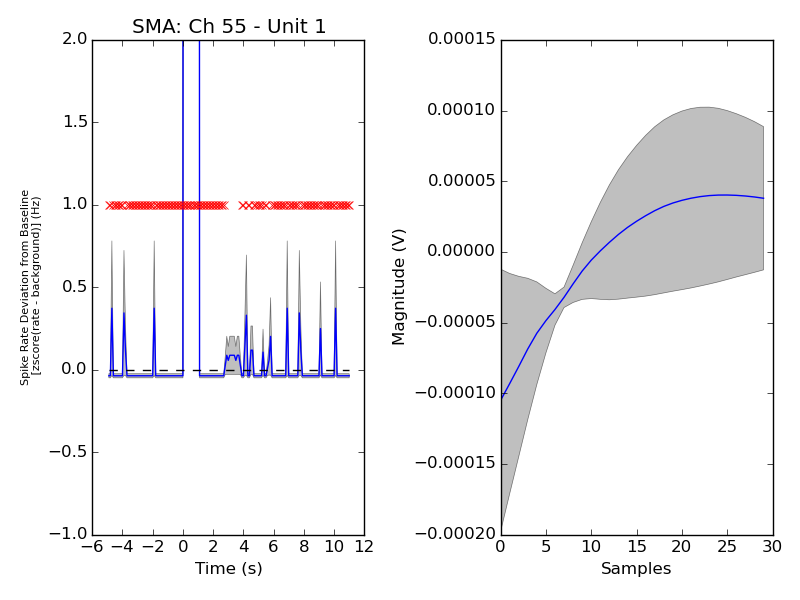 SMA: Ch 55 - Unit 1
2.0
1.5
1.0
0.5
0.0
−0.5
−1.0
−6 −4 −2 0 2 4 6 8 10 12
Time (s)
Spike Rate Deviation from Baseline
[zscore(rate - background)] (Hz)
0.00015
0.00010
0.00005
0.00000
−0.00005
−0.00010
−0.00015
−0.00020
0 5 10 15 20 25 30
Samples
Magnitude (V)